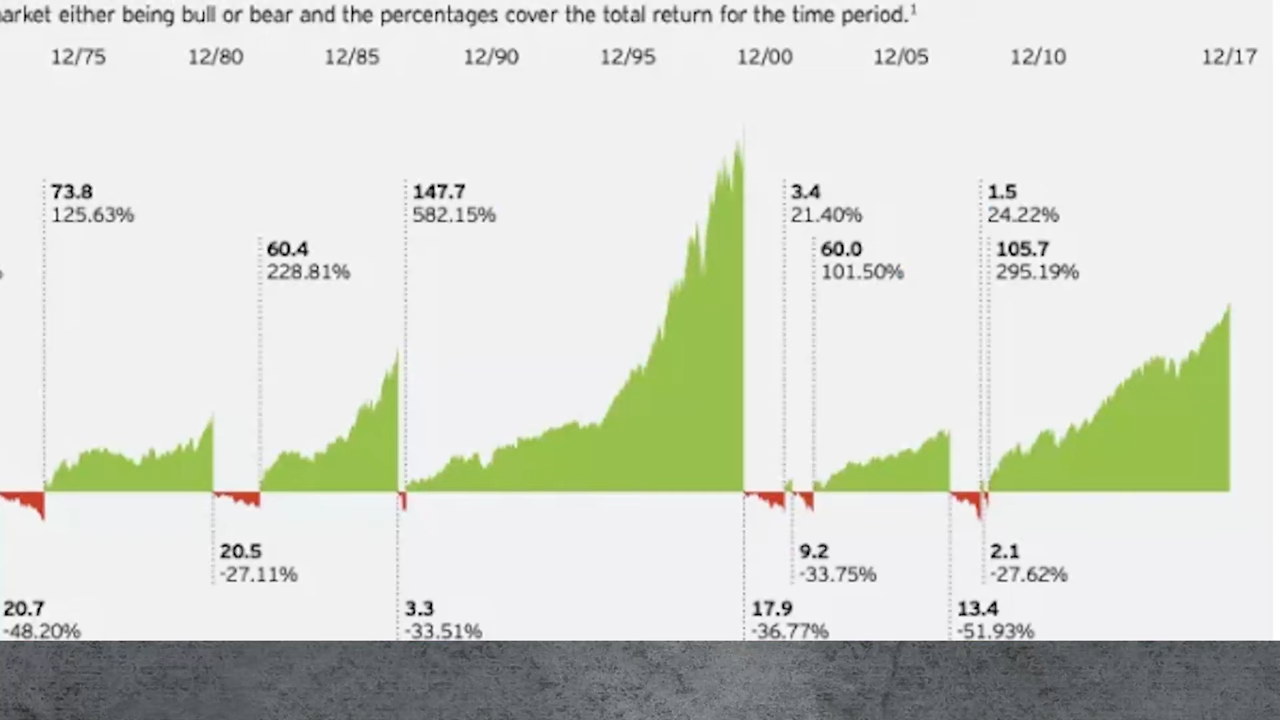 market either being bull or bear and the percentages cover the total return for the time period.¹
12/75 12/80 12/85 12/90 12/95 12/00 12/05 12/10 12/17
73.8 147.7 3.4 1.5
125.63% 582.15% 21.40% 24.22%
60.4 60.0 105.7
228.81% 101.50% 295.19%
20.5 9.2 2.1
-27.11% -33.75% -27.62%
20.7 3.3 17.9 13.4
-48.20% -33.51% -36.77% -51.93%